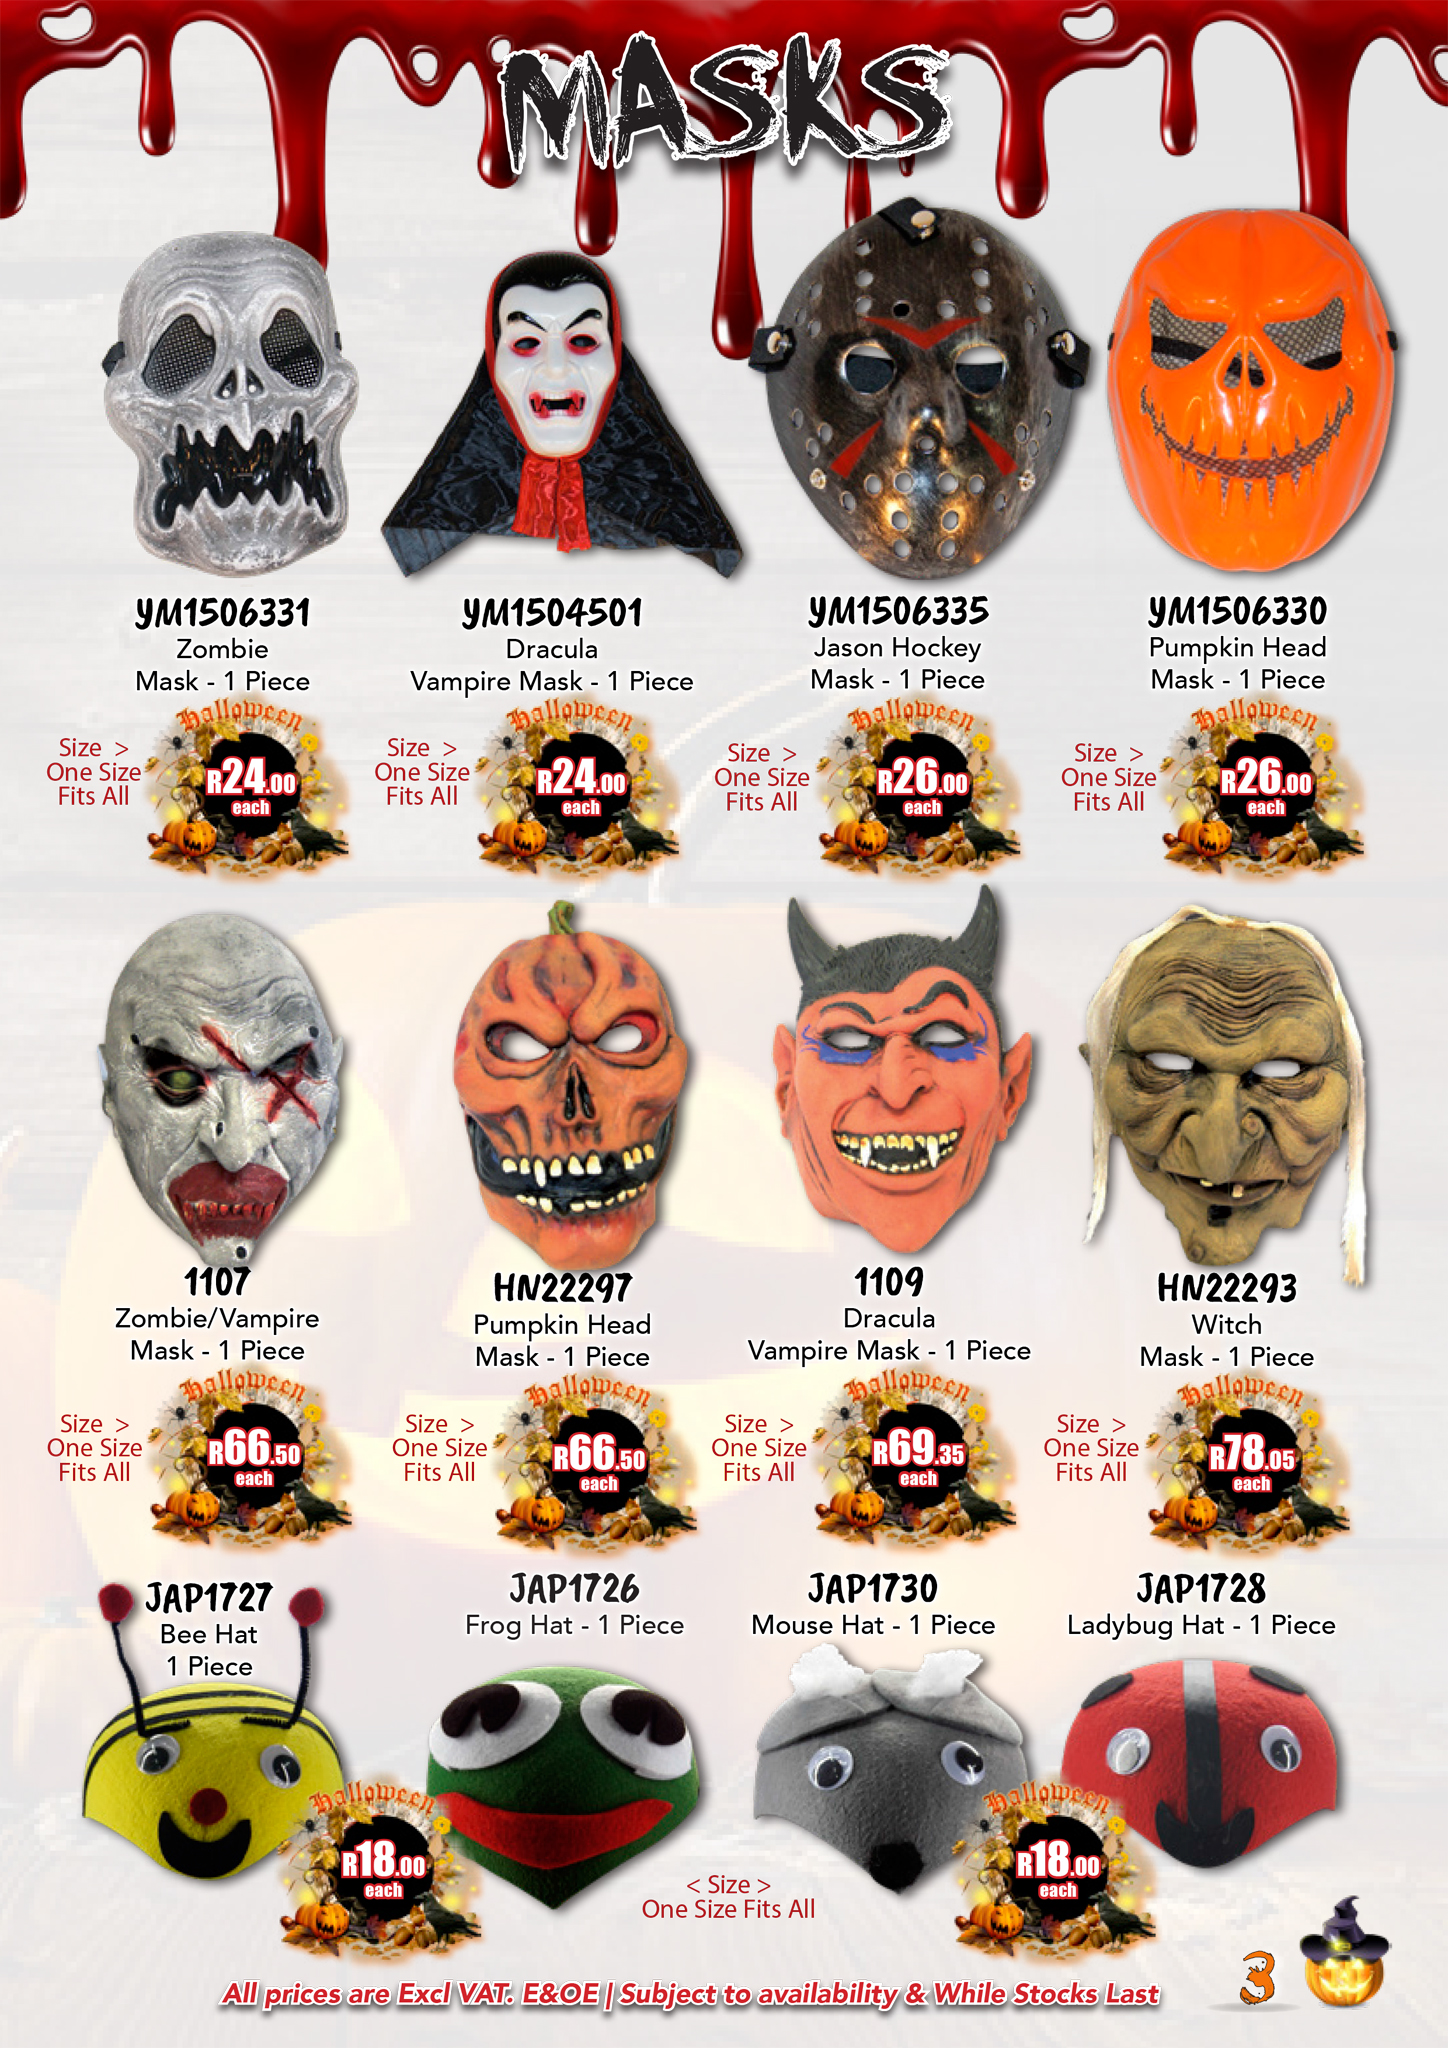 MASKS
YM1506331
Zombie
Mask - 1 Piece
Size >
One Size
Fits All
Halloween
R24.00
each
YM1504501
Dracula
Vampire Mask - 1 Piece
Size >
One Size
Fits All
Halloween
R24.00
each
YM1506335
Jason Hockey
Mask - 1 Piece
Size >
One Size
Fits All
Halloween
R26.00
each
YM1506330
Pumpkin Head
Mask - 1 Piece
Size >
One Size
Fits All
Halloween
R26.00
each
1107
Zombie/Vampire
Mask - 1 Piece
Size >
One Size
Fits All
Halloween
R66.50
each
HN22297
Pumpkin Head
Mask - 1 Piece
Size >
One Size
Fits All
Halloween
R66.50
each
1109
Dracula
Vampire Mask - 1 Piece
Size >
One Size
Fits All
Halloween
R69.35
each
HN22293
Witch
Mask - 1 Piece
Size >
One Size
Fits All
Halloween
R78.05
each
JAP1727
Bee Hat
1 Piece
JAP1726
Frog Hat - 1 Piece
JAP1730
Mouse Hat - 1 Piece
JAP1728
Ladybug Hat - 1 Piece
Halloween
R18.00
each
< Size >
One Size Fits All
Halloween
R18.00
each
All prices are Excl VAT. E&OE | Subject to availability & While Stocks Last
3